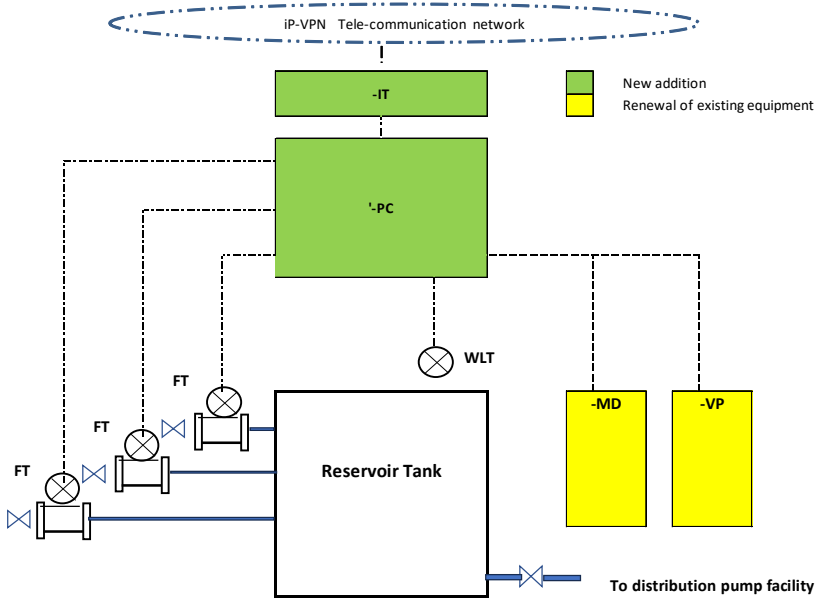 iP-VPN Tele-communication network
-IT
New addition
Renewal of existing equipment
'-PC
WLT
FT
FT
FT
-MD
-VP
Reservoir Tank
To distribution pump facility